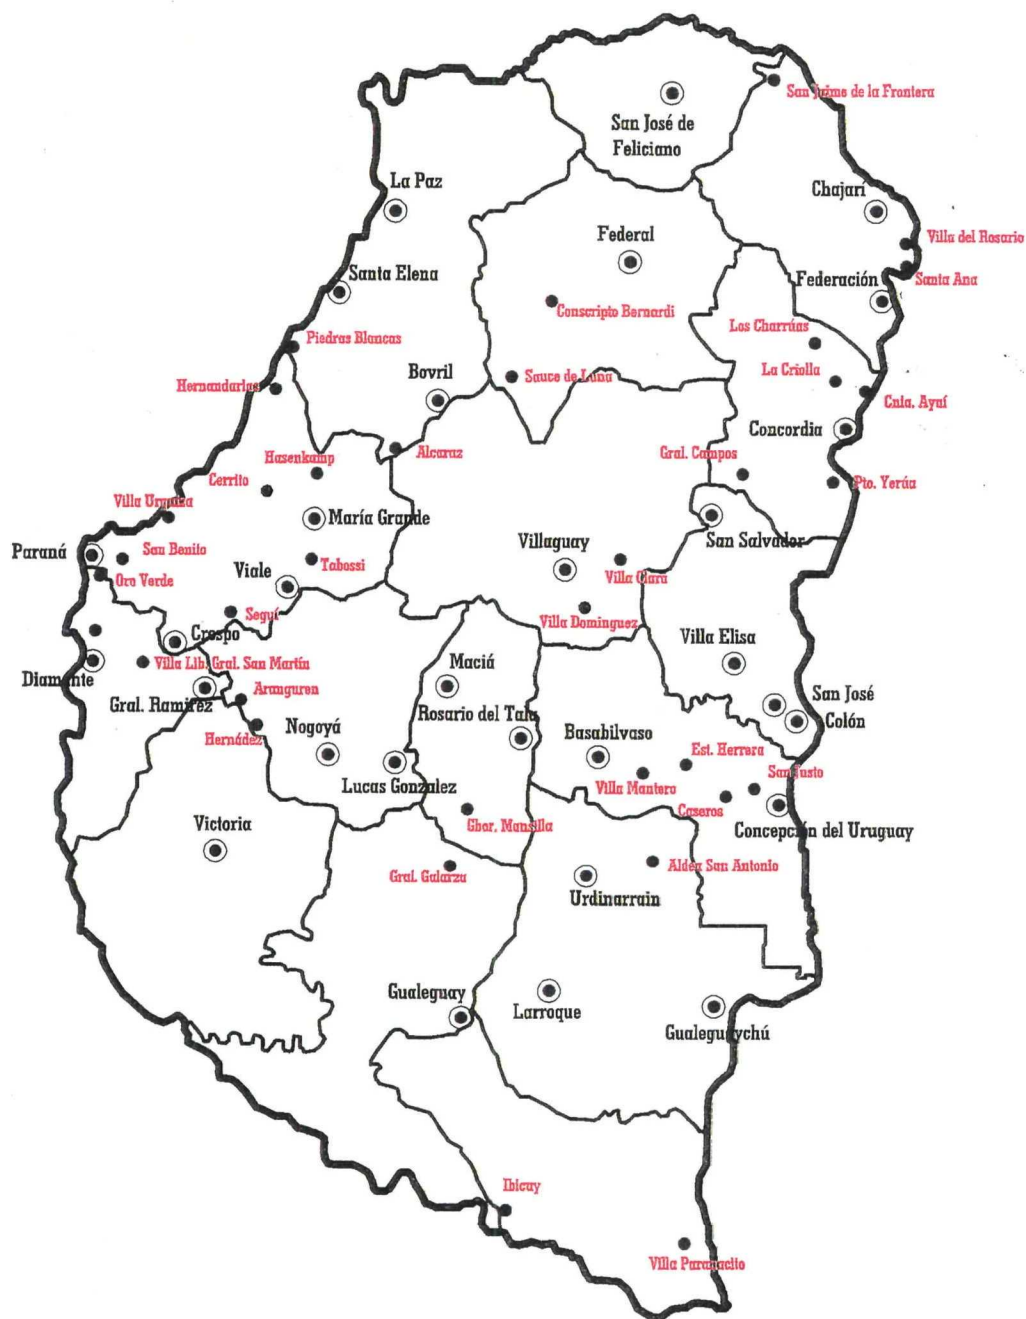 San Jaime de la Frontera
San José de
Feliciano
La Paz
Chajarí
Federal
Villa del Rosario
Santa Elena
Federación
Santa Ana
Conscripto Bernardi
Los Charrúas
Piedras Blancas
La Criolla
Bovril
Sauce de Luna
Hernandarias
Cnia. Ayuí
Concordia
Alcaraz
Gral. Campos
Hasenkamp
Cerrito
Pto. Yerúa
Villa Urquiza
María Grande
San Salvador
Paraná
San Benito
Villaguay
Tabossi
Villa Clara
Oro Verde
Viale
Seguí
Villa Dominguez
Crespo
Villa Elisa
Villa Lib. Gral. San Martín
Maciá
Diamante
Aranguren
San José
Gral. Ramírez
Rosario del Tala
Colón
Nogoyá
Hernádez
Basabilvaso
Est. Herrera
San Justo
Lucas Gonzalez
Villa Mantero
Caseros
Victoria
Gbor. Mansilla
Concepción del Uruguay
Gral. Galarza
Aldea San Antonio
Urdinarrain
Gualeguay
Larroque
Gualeguaychú
Ibicuy
Villa Paranacito